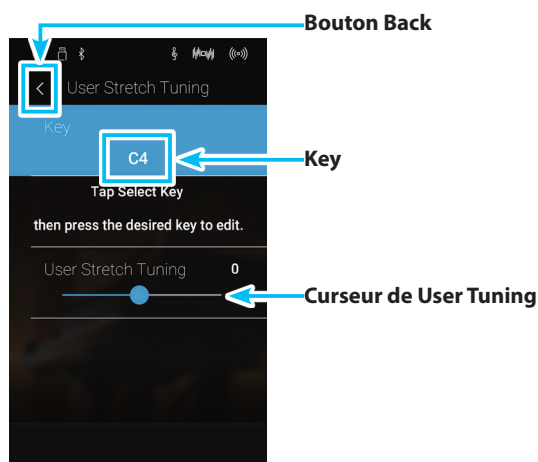 Bouton Back
User Stretch Tuning
Key
C4
Key
Tap Select Key
then press the desired key to edit.
User Stretch Tuning 0
Curseur de User Tuning